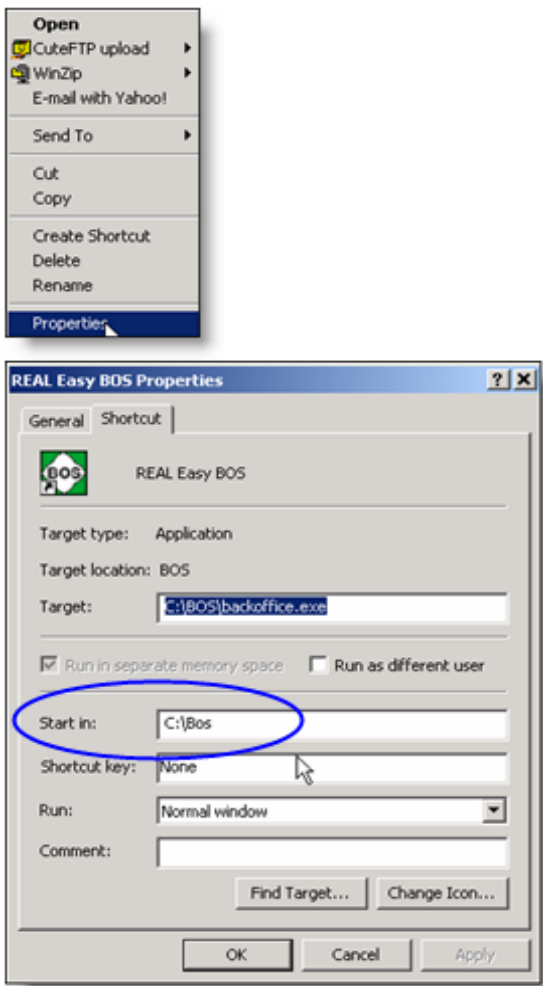 Open
CuteFTP upload
WinZip
E-mail with Yahoo!
Send To
Cut
Copy
Create Shortcut
Delete
Rename
Properties
REAL Easy BOS Properties
General Shortcut
BOS REAL Easy BOS
Target type: Application
Target location: BOS
Target: C:\BOS\backoffice.exe
Run in separate memory space Run as different user
Start in: C:\Bos
Shortcut key: None
Run: Normal window
Comment:
Find Target... Change Icon...
OK Cancel Apply